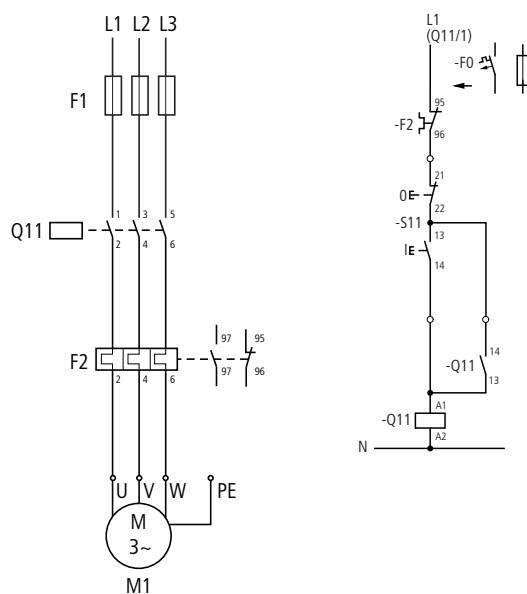 L1 L2 L3
F1
Q11
1 3 5
2 4 6
F2
97 95
97 96
2 4 6
U V W PE
M
3~
M1
L1
(Q11/1)
-F0
95
-F2
96
21
0E
22
-S11
13
IE
14
14
-Q11
13
A1
-Q11
A2
N